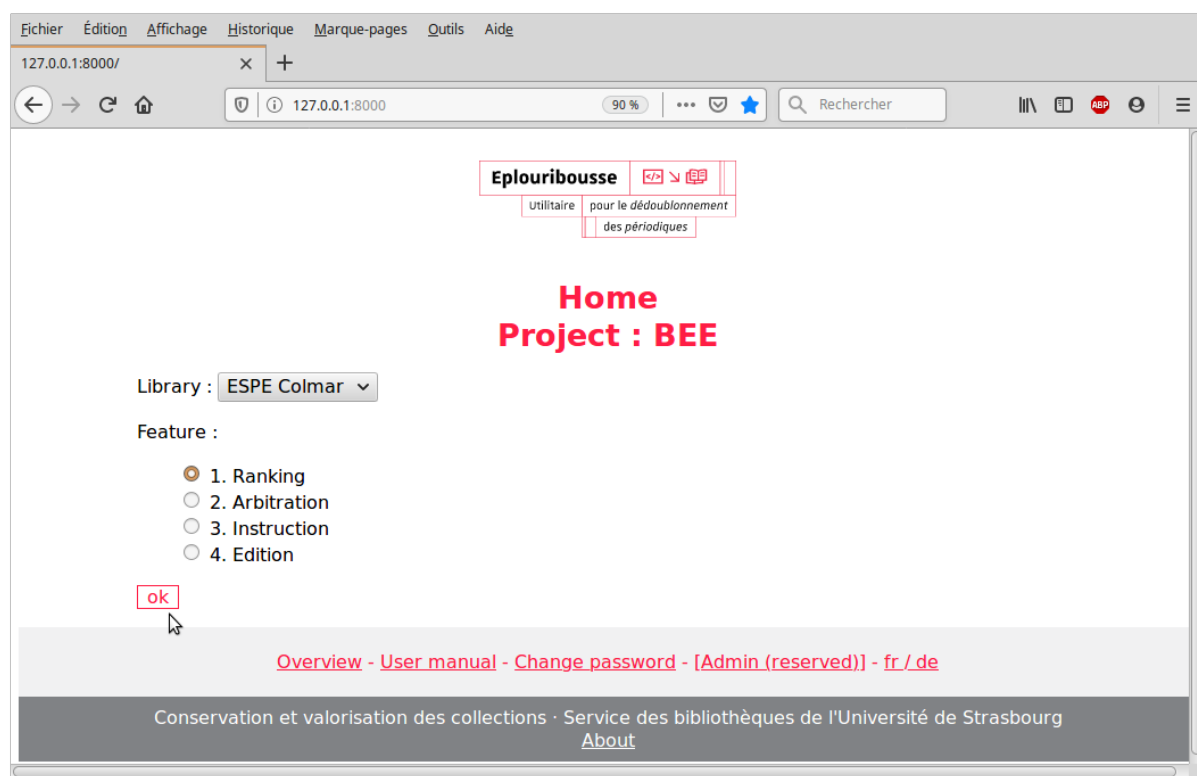 Fichier Édition Affichage Historique Marque-pages Outils Aide
127.0.0.1:8000/
127.0.0.1:8000 90 % Rechercher ABP
Eplouribousse </>
Utilitaire pour le dédoublonnement
des périodiques
Home
Project : BEE
Library : ESPE Colmar
Feature :
1. Ranking
2. Arbitration
3. Instruction
4. Edition
ok
Overview - User manual - Change password - [Admin (reserved)] - fr / de
Conservation et valorisation des collections · Service des bibliothèques de l'Université de Strasbourg
About